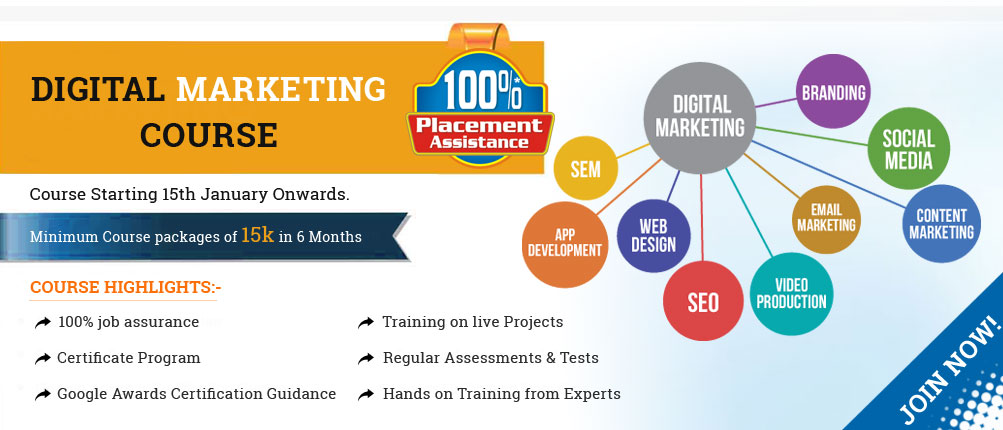 DIGITAL MARKETING
COURSE
100%
Placement
Assistance
Course Starting 15th January Onwards.
Minimum Course packages of 15k in 6 Months
COURSE HIGHLIGHTS:-
100% job assurance
Certificate Program
Google Awards Certification Guidance
Training on live Projects
Regular Assessments & Tests
Hands on Training from Experts
DIGITAL
MARKETING
BRANDING
SOCIAL
MEDIA
CONTENT
MARKETING
EMAIL
MARKETING
VIDEO
PRODUCTION
SEO
WEB
DESIGN
APP
DEVELOPMENT
SEM
JOIN NOW!